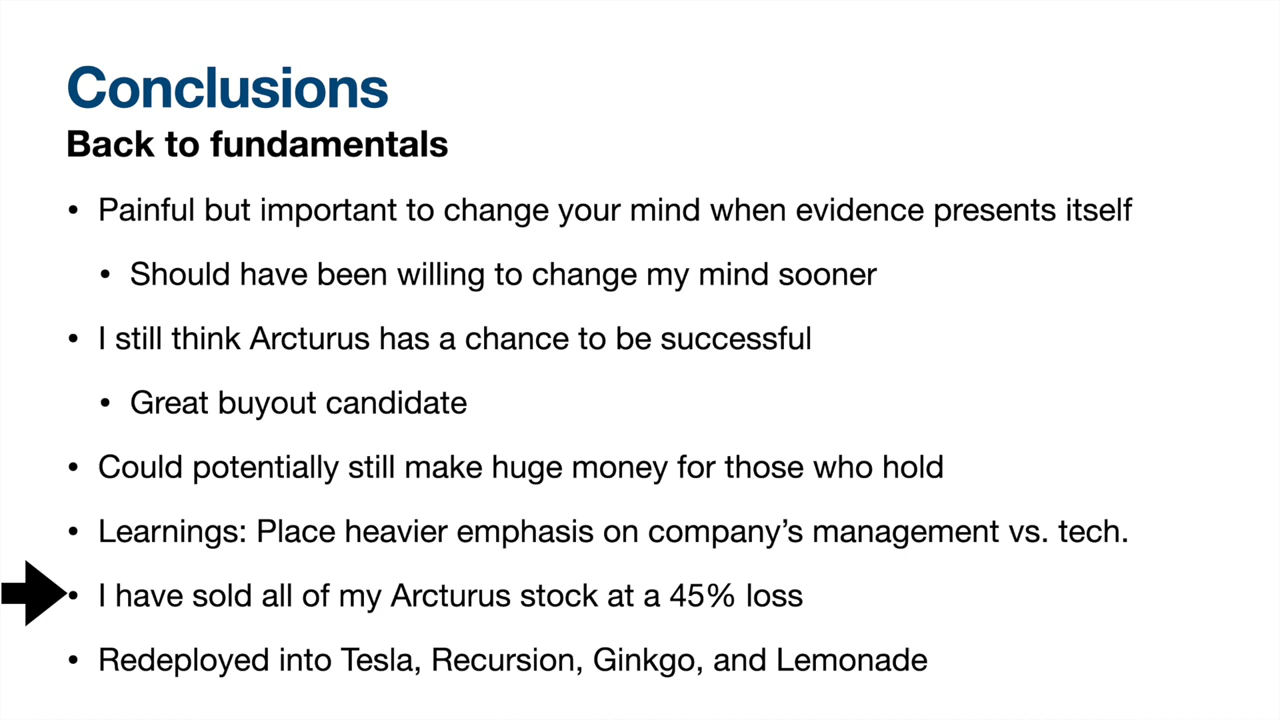 Conclusions
Back to fundamentals
• Painful but important to change your mind when evidence presents itself
• Should have been willing to change my mind sooner
• I still think Arcturus has a chance to be successful
• Great buyout candidate
• Could potentially still make huge money for those who hold
• Learnings: Place heavier emphasis on company’s management vs. tech.
• I have sold all of my Arcturus stock at a 45% loss
• Redeployed into Tesla, Recursion, Ginkgo, and Lemonade